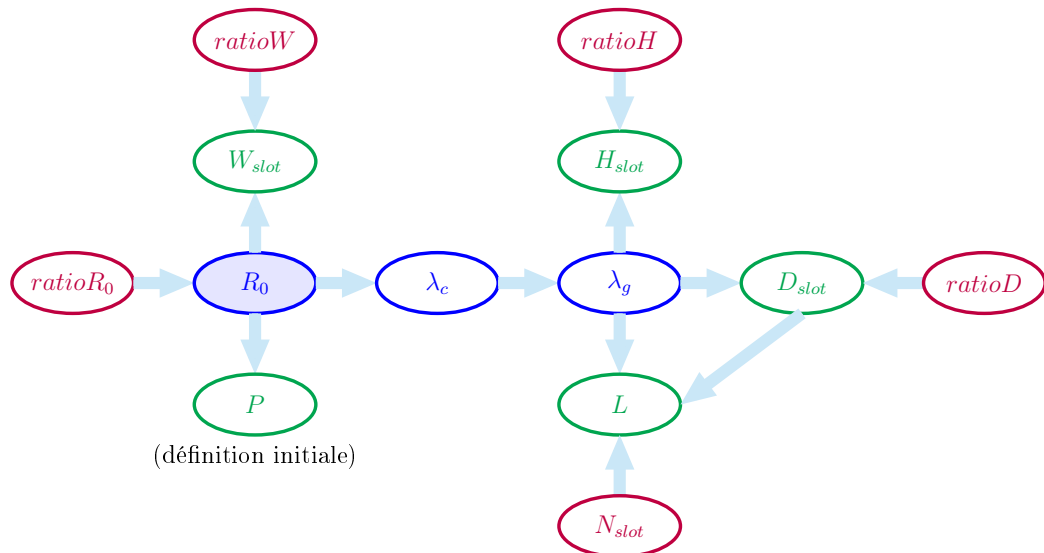 ratioW ratioH
W_slot H_slot
ratioR_0 R_0 λ_c λ_g D_slot ratioD
P L
(définition initiale)
N_slot